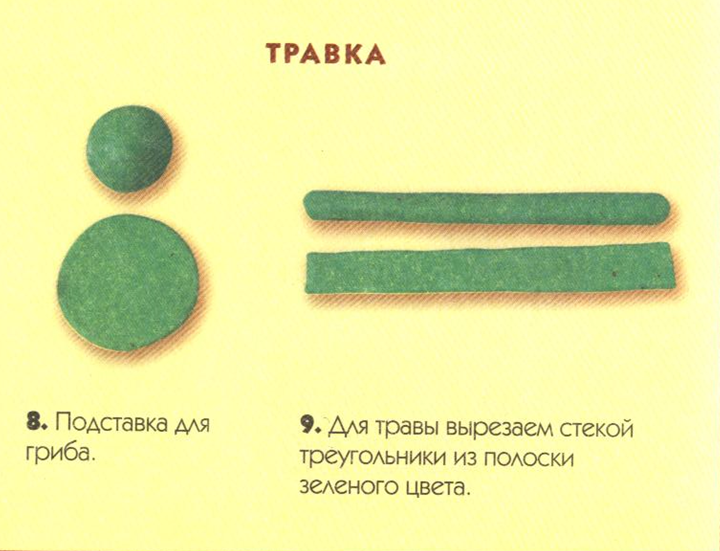 ТРАВКА
8. Подставка для
гриба.
9. Для травы вырезаем стекой
треугольники из полоски
зеленого цвета.